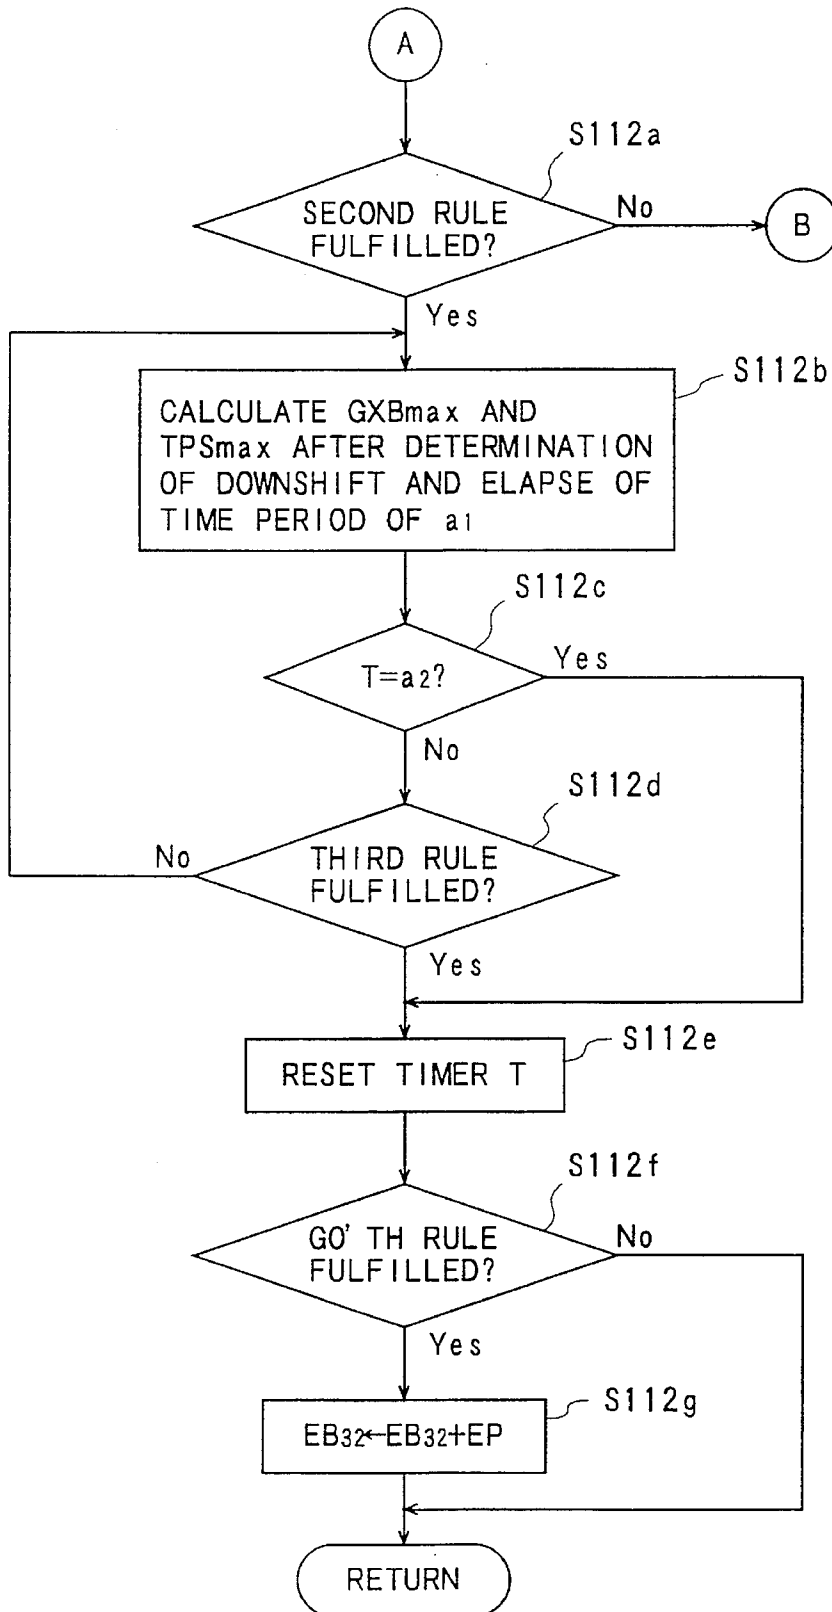 A
S112a
SECOND RULE
FULFILLED?
No
B
Yes
S112b
CALCULATE GXBmax AND
TPSmax AFTER DETERMINATION
OF DOWNSHIFT AND ELAPSE OF
TIME PERIOD OF a1
S112c
T=a2?
Yes
No
S112d
THIRD RULE
FULFILLED?
No
Yes
S112e
RESET TIMER T
S112f
GO' TH RULE
FULFILLED?
No
Yes
S112g
EB32←EB32+EP
RETURN